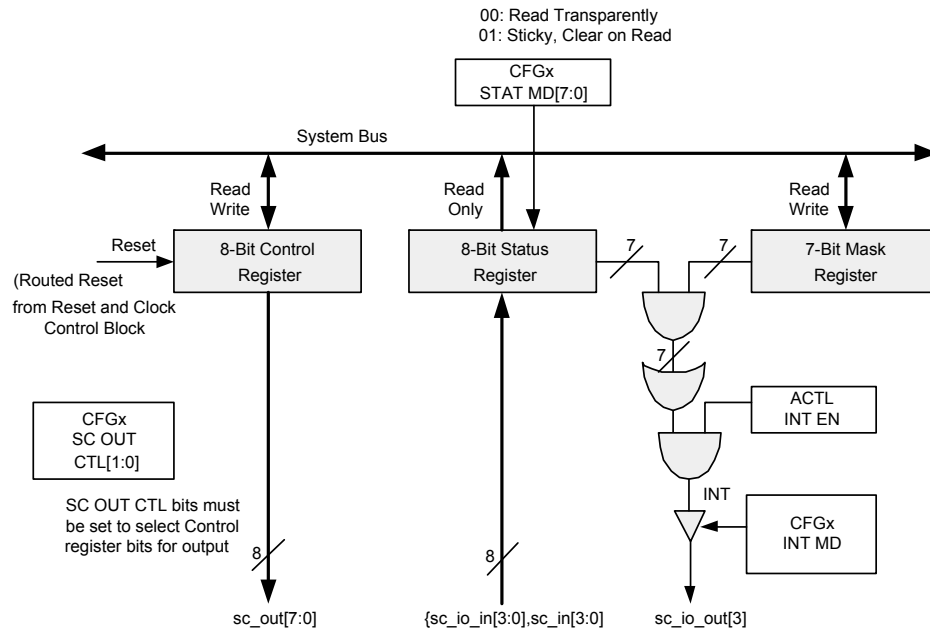 00: Read Transparently
01: Sticky, Clear on Read
CFGx
STAT MD[7:0]
System Bus
Read
Write
Read
Only
Read
Write
Reset
(Routed Reset
from Reset and Clock
Control Block
8-Bit Control
Register
8-Bit Status
Register
7
7
7-Bit Mask
Register
7
CFGx
SC OUT
CTL[1:0]
ACTL
INT EN
INT
SC OUT CTL bits must
be set to select Control
register bits for output
CFGx
INT MD
8
8
sc_out[7:0]
{sc_io_in[3:0],sc_in[3:0]
sc_io_out[3]